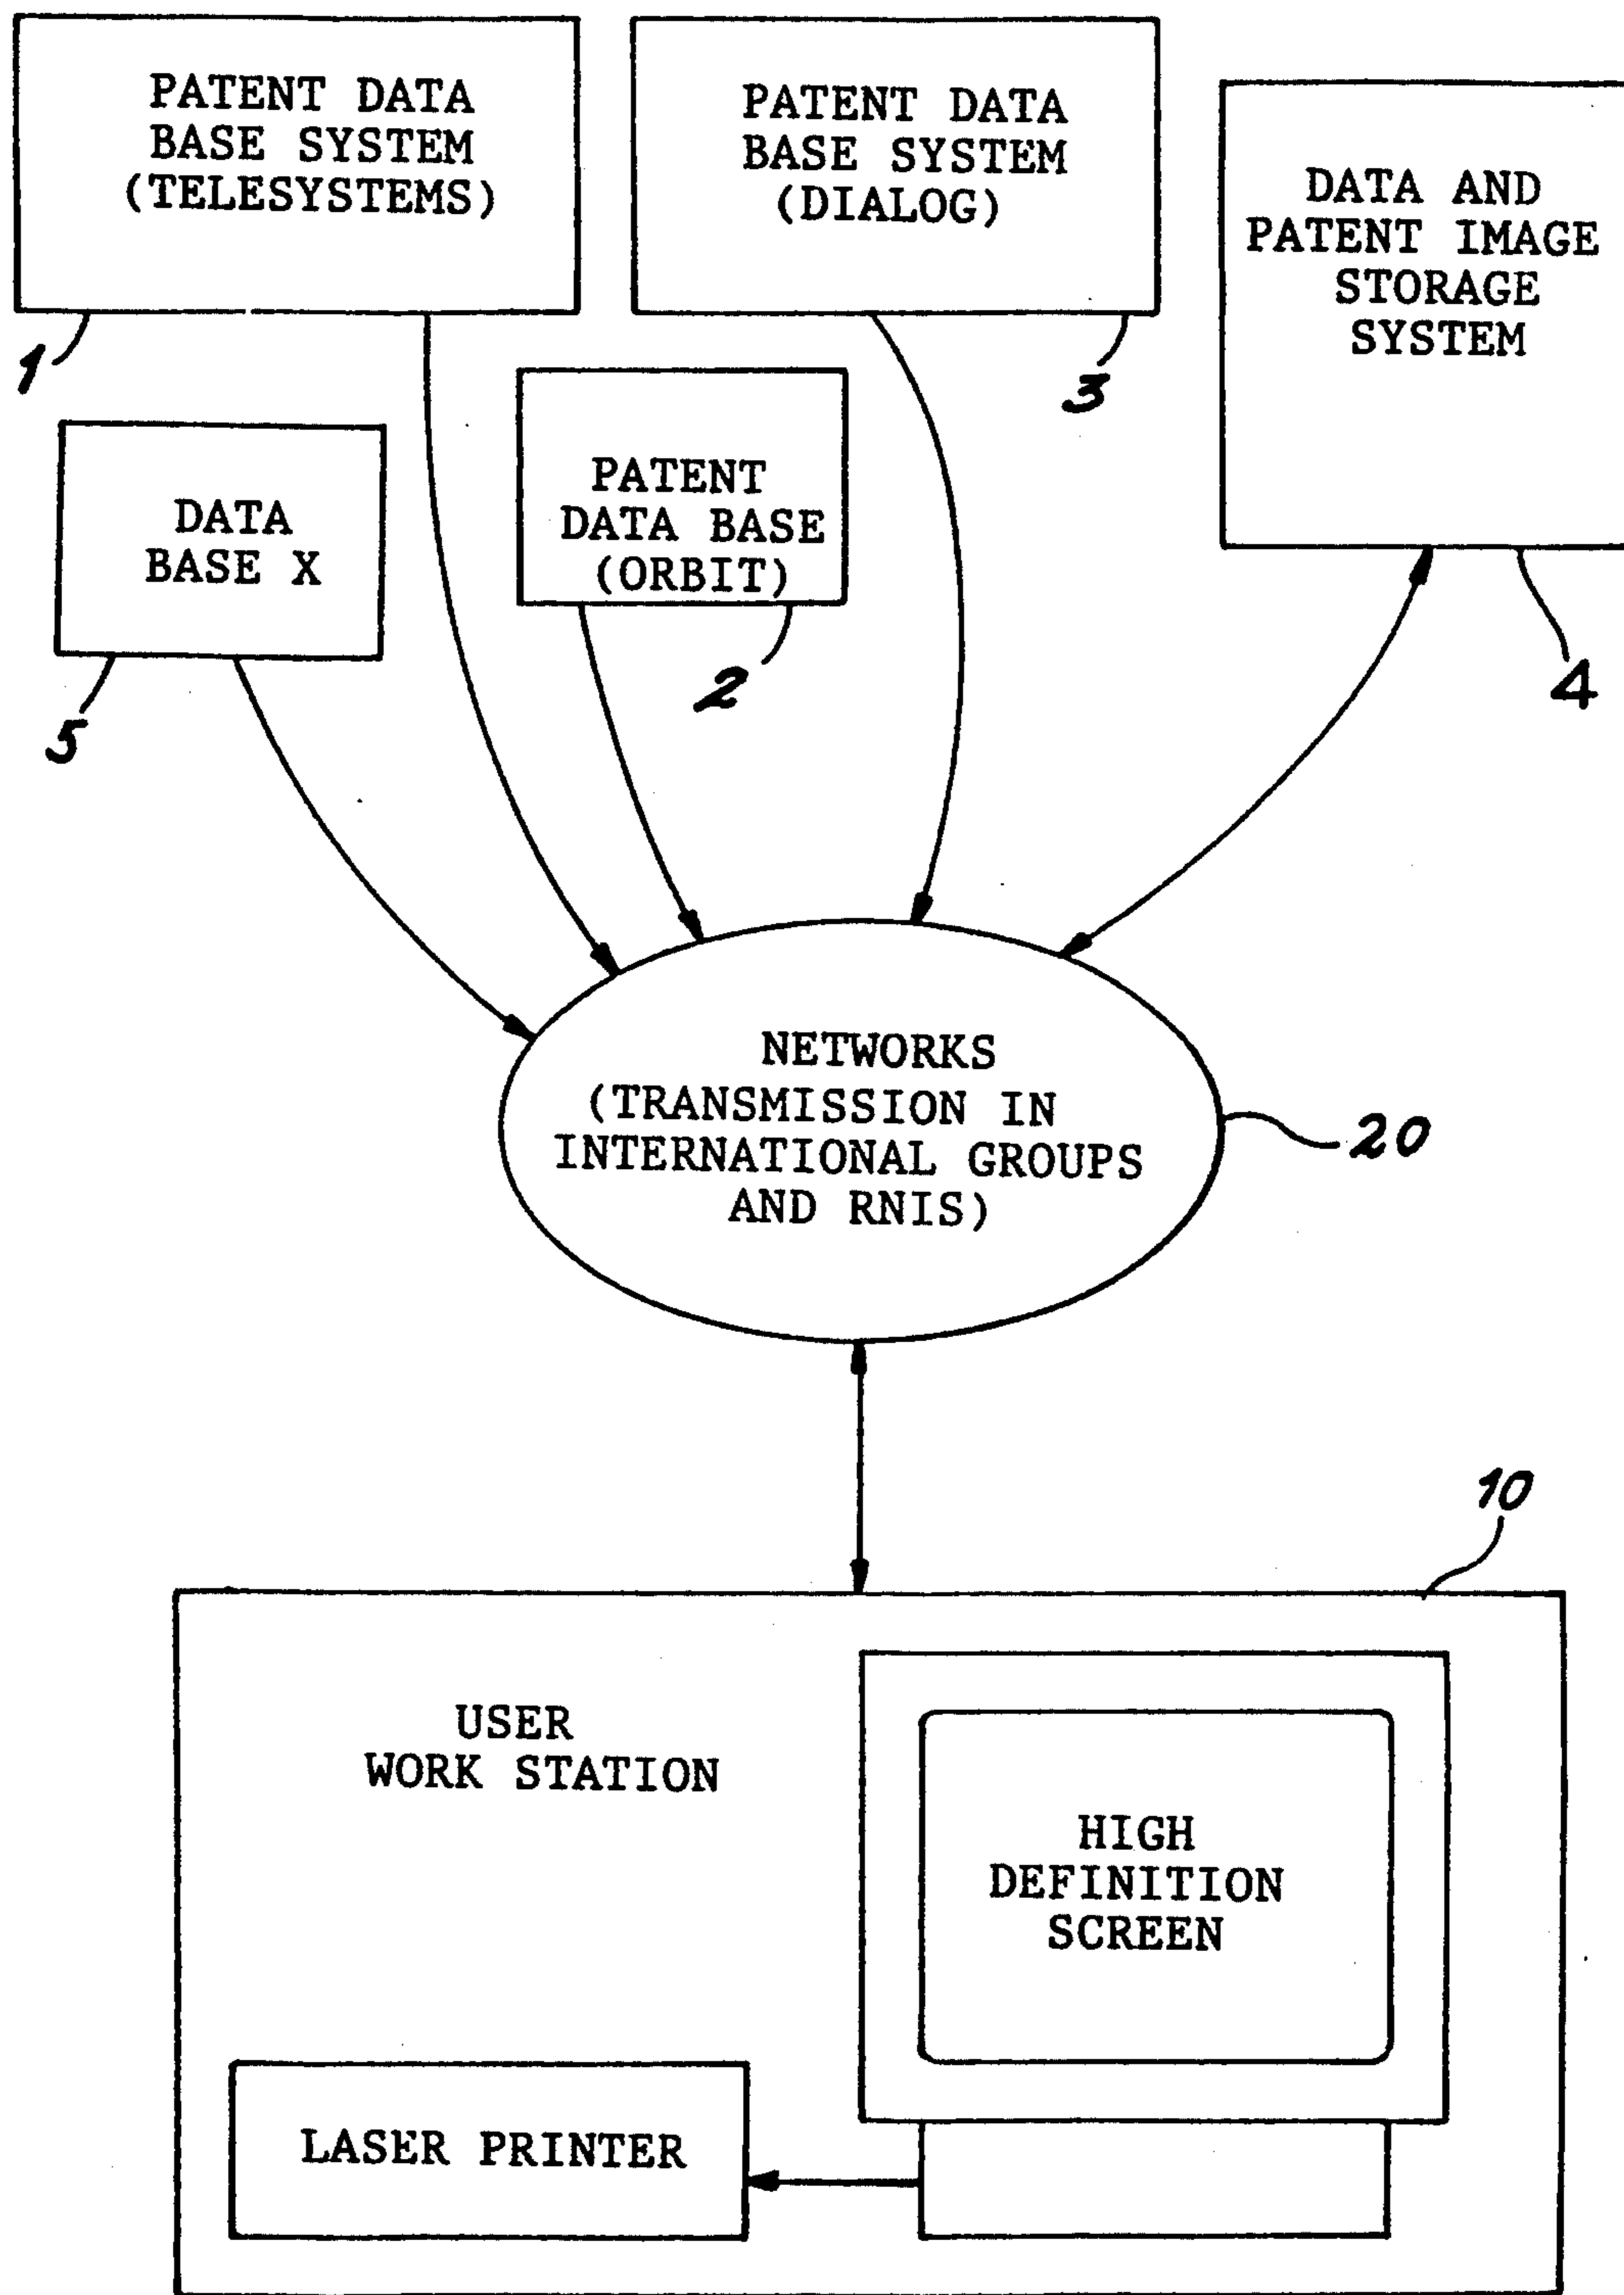 PATENT DATA
BASE SYSTEM
(TELESYSTEMS)
1
PATENT DATA
BASE SYSTEM
(DIALOG)
3
DATA AND
PATENT IMAGE
STORAGE
SYSTEM
4
DATA
BASE X
5
PATENT
DATA BASE
(ORBIT)
2
NETWORKS
(TRANSMISSION IN
INTERNATIONAL GROUPS
AND RNIS)
20
10
USER
WORK STATION
HIGH
DEFINITION
SCREEN
LASER PRINTER